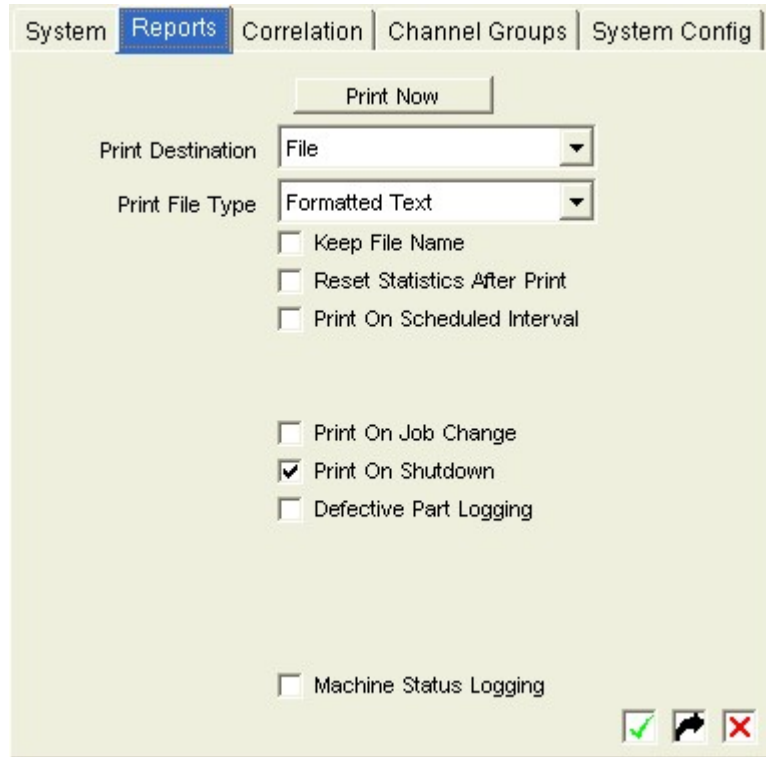 System Reports Correlation Channel Groups System Config
Print Now
Print Destination File
Print File Type Formatted Text
Keep File Name
Reset Statistics After Print
Print On Scheduled Interval
Print On Job Change
Print On Shutdown
Defective Part Logging
Machine Status Logging